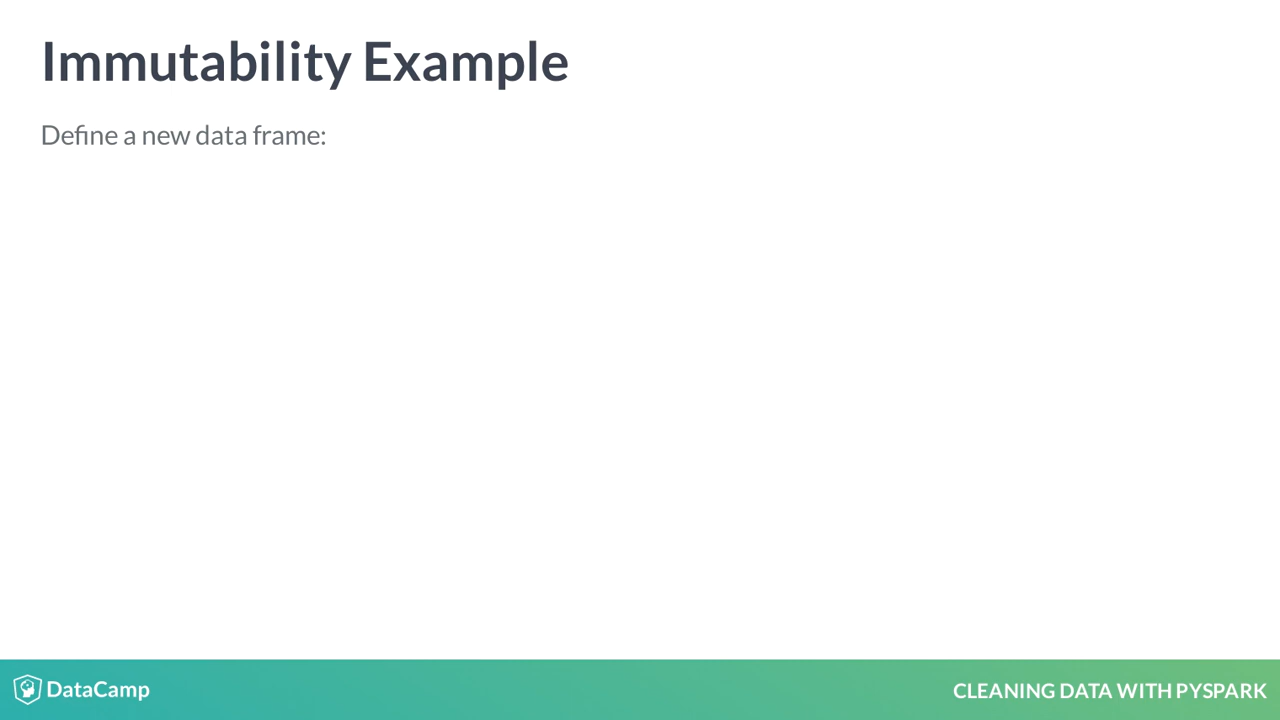 Immutability Example
Define a new data frame:
DataCamp
CLEANING DATA WITH PYSPARK